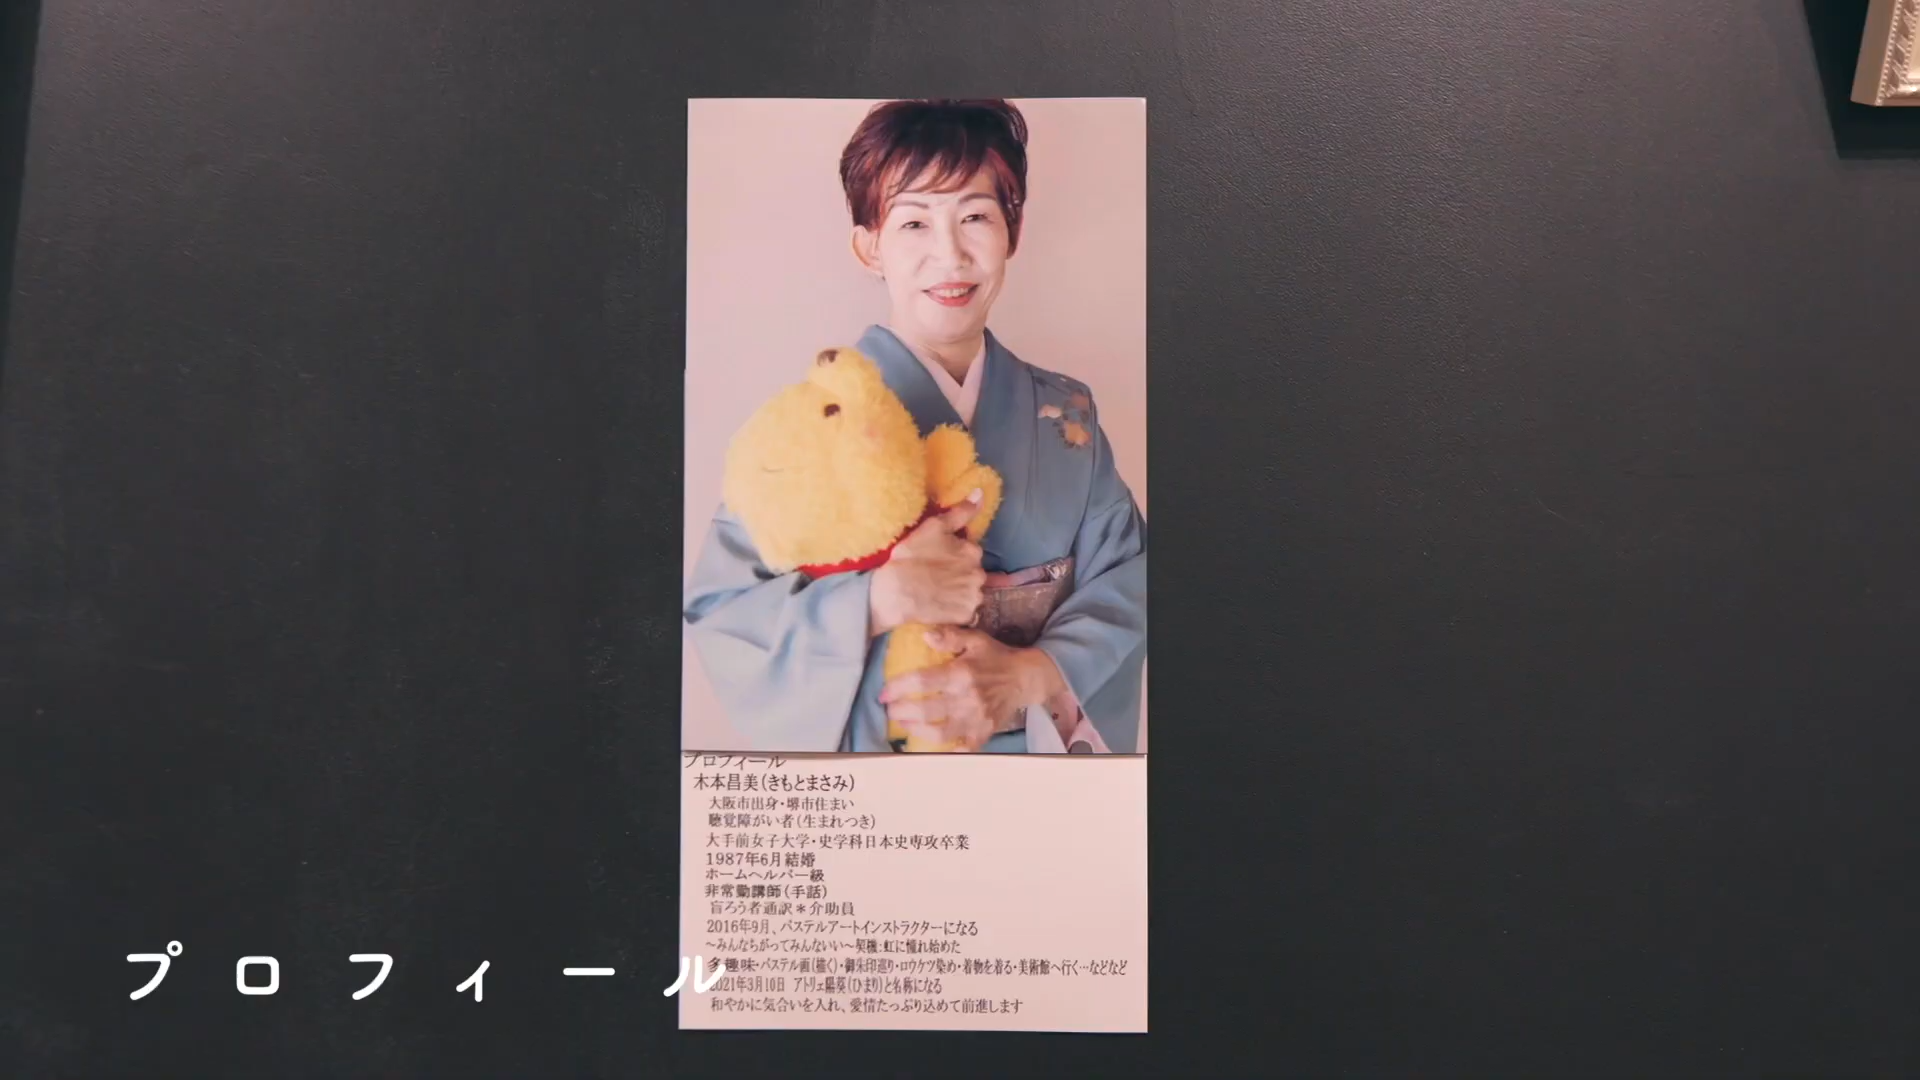 プロフィール
木本昌美(きもとまさみ)
大阪市出身・堺市住まい
聴覚障がい者(生まれつき)
大手前女子大学・史学科日本史専攻卒業
1987年6月結婚
ホームヘルパー級
非常勤講師(手話)
盲ろう者通訳*介助員
2016年9月、パステルアートインストラクターになる
～みんなちがってみんないい～契機:虹に憧れ始めた
多趣味・パステル画(描く)・御朱印巡り・ロウケツ染め・着物を着る・美術館へ行く…などなど
2021年3月10日 アトリエ陽葵(ひまり)と名称になる
和やかに気合いを入れ、愛情たっぷり込めて前進します
プロフィール